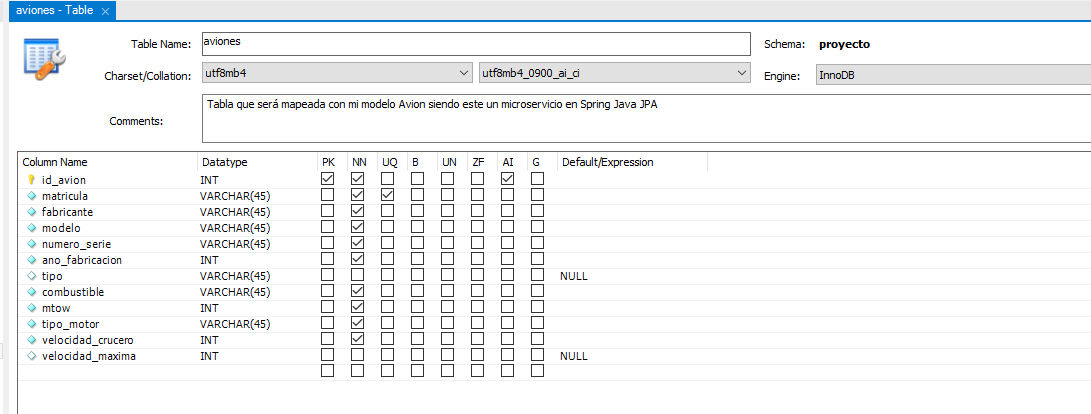 aviones - Table ×
Table Name: aviones Schema: proyecto
Charset/Collation: utf8mb4 utf8mb4_0900_ai_ci Engine: InnoDB
Comments: Tabla que será mapeada con mi modelo Avion siendo este un microservicio en Spring Java JPA
Column Name Datatype PK NN UQ B UN ZF AI G Default/Expression
id_avion INT
matricula VARCHAR(45)
fabricante VARCHAR(45)
modelo VARCHAR(45)
numero_serie VARCHAR(45)
ano_fabricacion INT
tipo VARCHAR(45) NULL
combustible VARCHAR(45)
mtow INT
tipo_motor VARCHAR(45)
velocidad_crucero INT
velocidad_maxima INT NULL